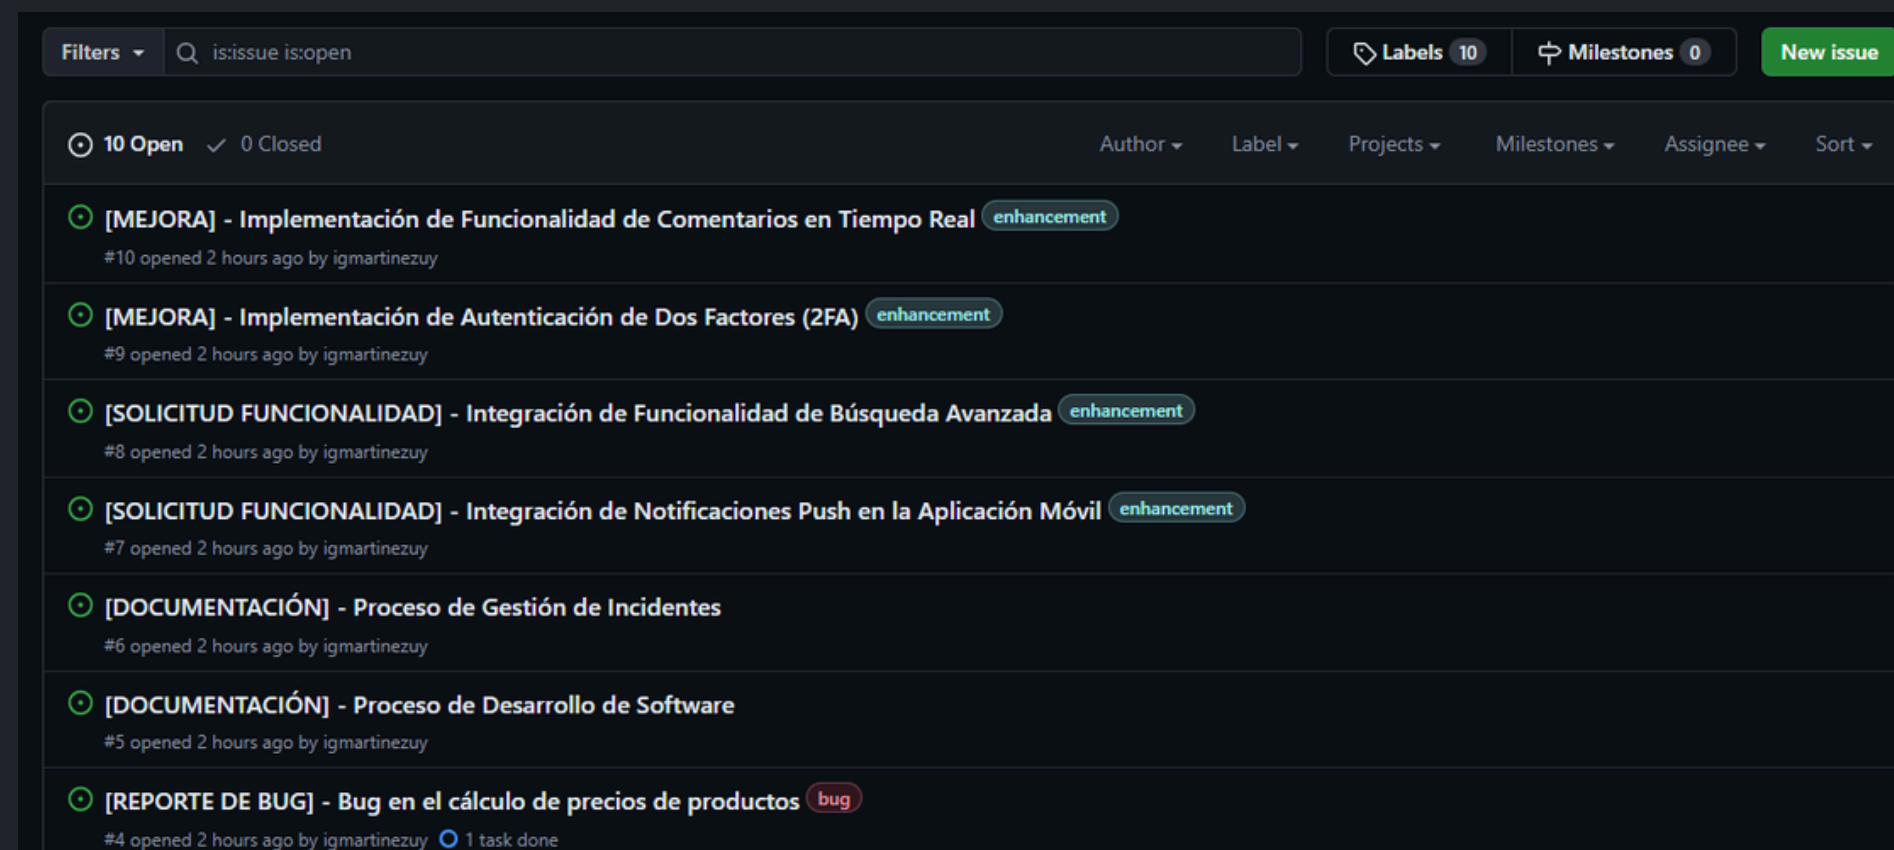 Filters is:issue is:open Labels 10 Milestones 0 New issue
10 Open 0 Closed Author Label Projects Milestones Assignee Sort
[MEJORA] - Implementación de Funcionalidad de Comentarios en Tiempo Real enhancement
#10 opened 2 hours ago by igmartinezuy
[MEJORA] - Implementación de Autenticación de Dos Factores (2FA) enhancement
#9 opened 2 hours ago by igmartinezuy
[SOLICITUD FUNCIONALIDAD] - Integración de Funcionalidad de Búsqueda Avanzada enhancement
#8 opened 2 hours ago by igmartinezuy
[SOLICITUD FUNCIONALIDAD] - Integración de Notificaciones Push en la Aplicación Móvil enhancement
#7 opened 2 hours ago by igmartinezuy
[DOCUMENTACIÓN] - Proceso de Gestión de Incidentes
#6 opened 2 hours ago by igmartinezuy
[DOCUMENTACIÓN] - Proceso de Desarrollo de Software
#5 opened 2 hours ago by igmartinezuy
[REPORTE DE BUG] - Bug en el cálculo de precios de productos bug
#4 opened 2 hours ago by igmartinezuy 1 task done